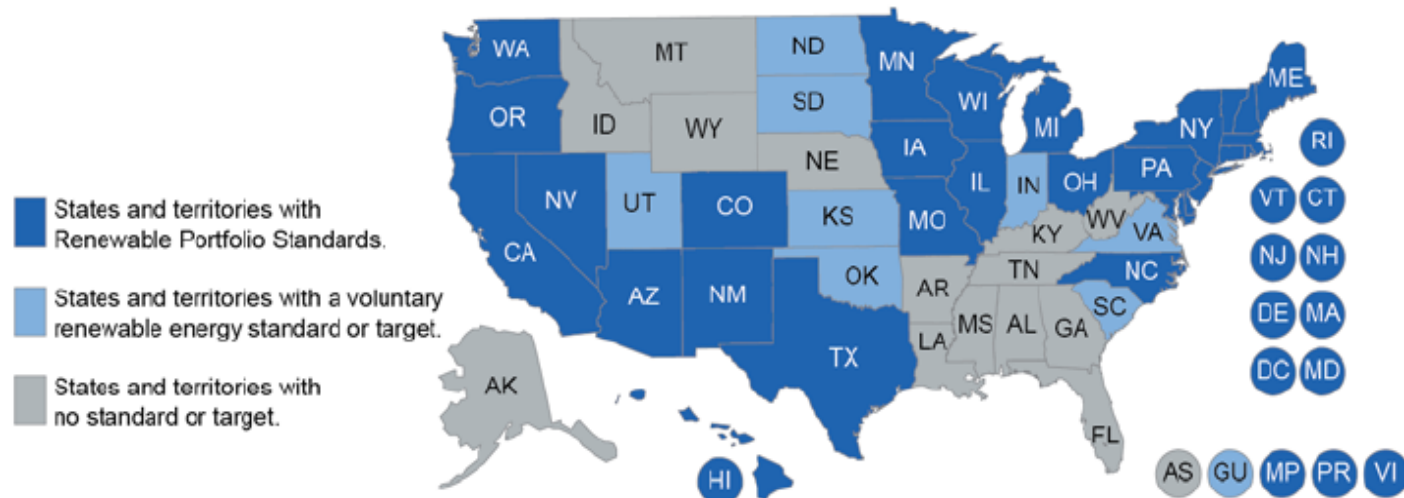 WA
MT
ND
MN
ME
OR
ID
WY
SD
WI
MI
NY
RI
NE
IA
PA
States and territories with
Renewable Portfolio Standards.
NV
UT
CO
KS
MO
IL
IN
OH
WV
VA
VT
CT
CA
KY
NJ
NH
States and territories with a voluntary
renewable energy standard or target.
AZ
NM
OK
AR
TN
NC
SC
DE
MA
TX
LA
MS
AL
GA
DC
MD
States and territories with
no standard or target.
AK
FL
HI
AS
GU
MP
PR
VI